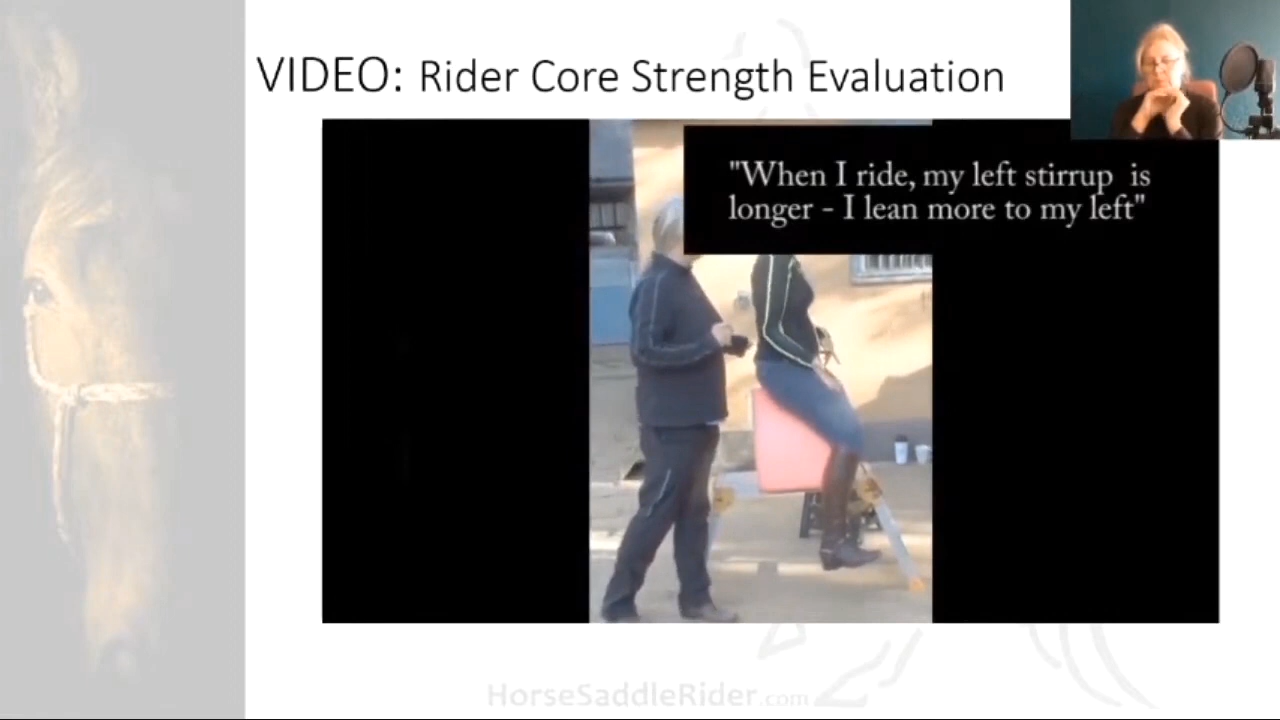 VIDEO: Rider Core Strength Evaluation
"When I ride, my left stirrup is
longer - I lean more to my left"
HorseSaddleRider.com